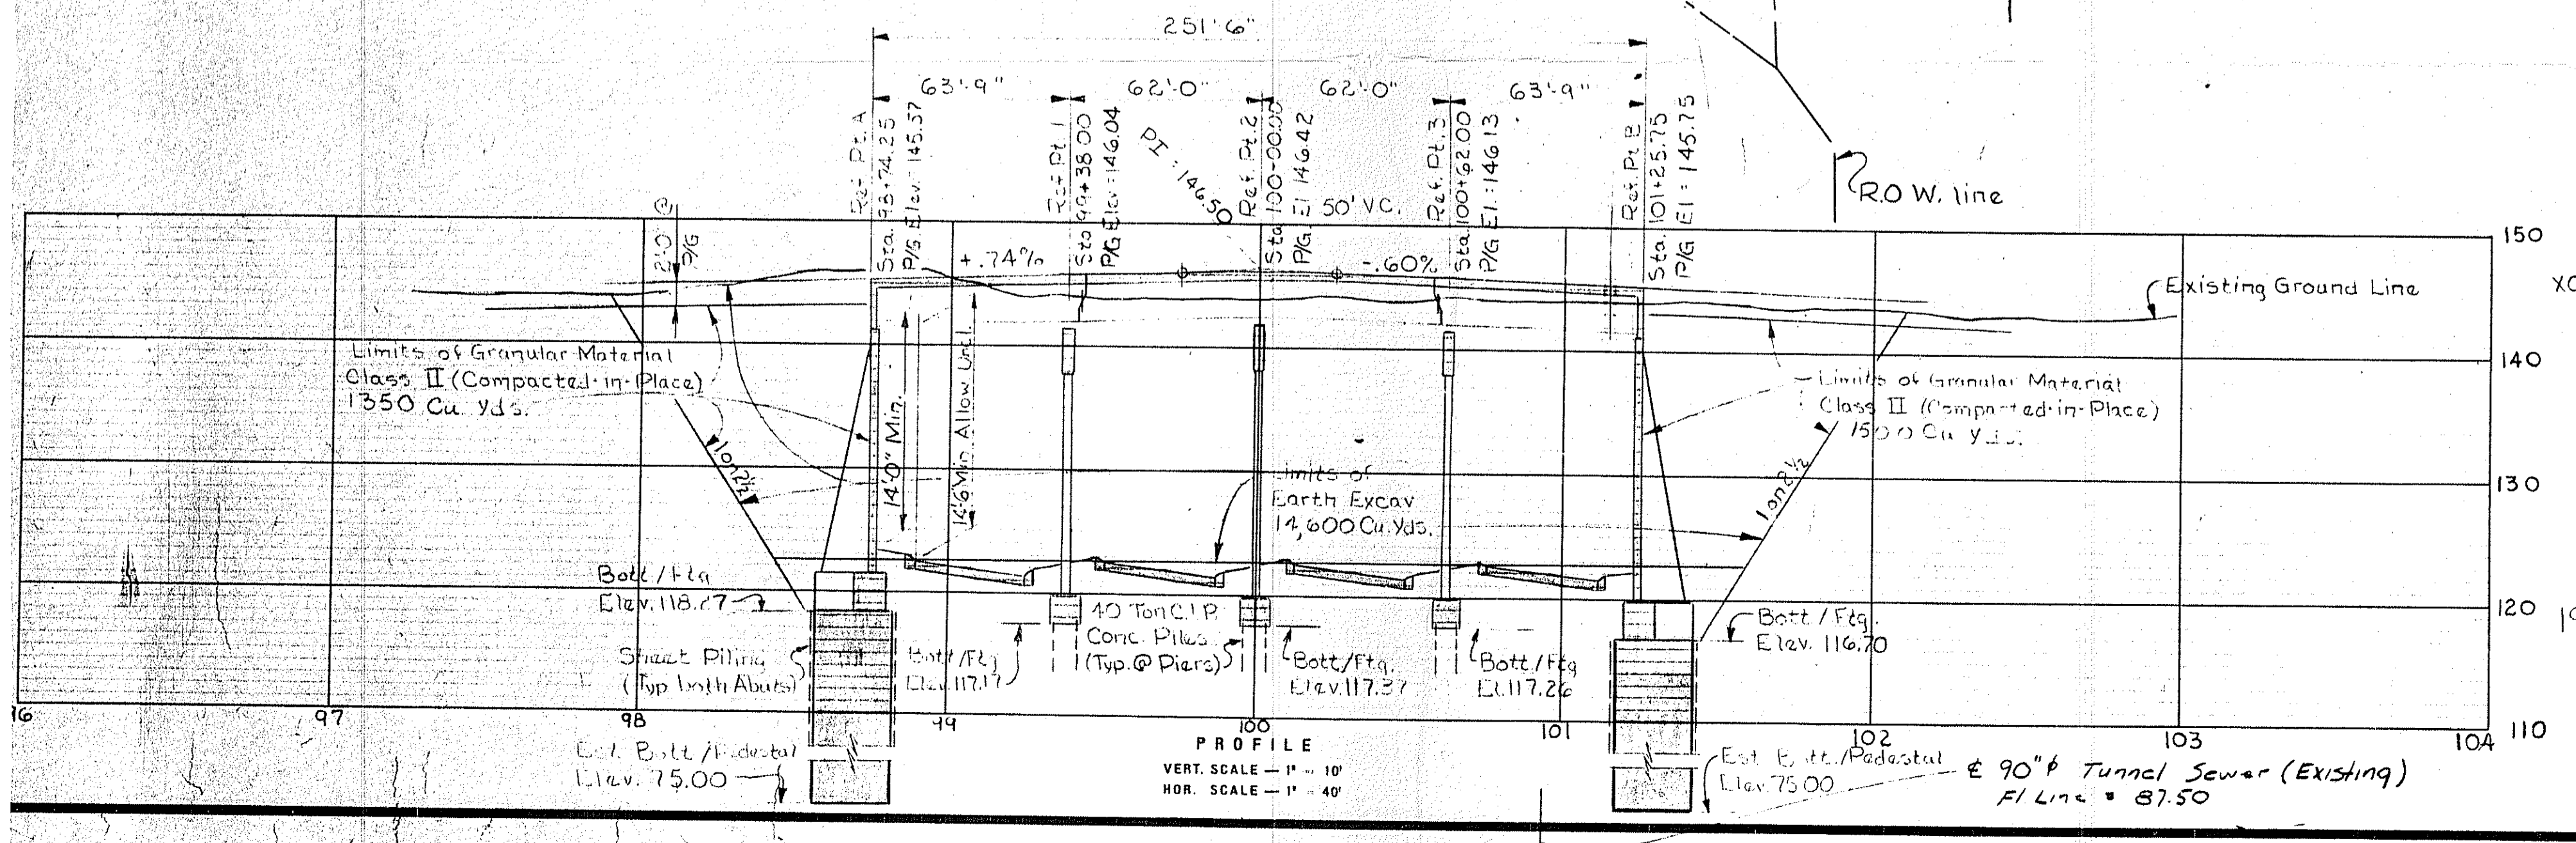 251'-6"
63'-9"
62'-0"
62'-0"
63'-9"
Ref. Pt. A
Sta. 98+74.25
P/G Elev.=145.57
Ref. Pt. 1
Sta 99+38.00
P/G Elev.=146.04
PI = 146.50
Ref. Pt. 2
Sta. 100+00.00
P/G El 146.42
50' V.C.
Ref. Pt. 3
Sta. 100+62.00
P/G El.=146.13
Ref. Pt. B
Sta. 101+25.75
P/G El = 145.75
R.O.W. line
2'-0" @
P/G
+.74%
-.60%
150
Existing Ground Line
Limits of Granular Material
Class II (Compacted-in-Place)
1350 Cu. Yds.
140
Limits of Granular Material
Class II (Compacted-in-Place)
1500 Cu Yds.
14'-0" Min.
14'-6" Min. Allow Uncl.
1 on 2½
1 on 2½
Limits of
Earth Excav
14,600 Cu. Yds.
130
Bott./Ftg
Elev. 118.27
120
Sheet Piling
(Typ both Abuts)
Bott/Ftg
Elev. 117.17
40 Ton C.I.P.
Conc. Piles
(Typ. @ Piers)
Bott./Ftg.
Elev. 117.37
Bott./Ftg
El. 117.26
Bott/Ftg.
Elev. 116.70
97
98
99
100
101
102
103
104
110
Est. Bott./Pedestal
Elev. 75.00
PROFILE
VERT. SCALE — 1" = 10'
HOR. SCALE — 1" = 40'
Est. Bott./Pedestal
Elev. 75.00
℄ 90"ϕ Tunnel Sewer (Existing)
Fl Line = 87.50